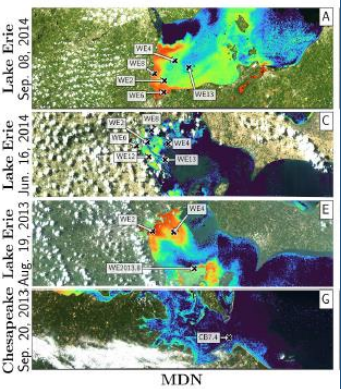 Lake Erie
Sep. 08, 2014
A
WE4
WE8
WE2
WE6
WE13
Lake Erie
Jun, 16, 2014
C
WE2
WE8
WE6
WE4
WE12
WE13
Lake Erie
Aug, 19, 2013
E
WE2
WE4
WE2013.8
Chesapeake
Sep. 20, 2013
G
CB7.4
MDN